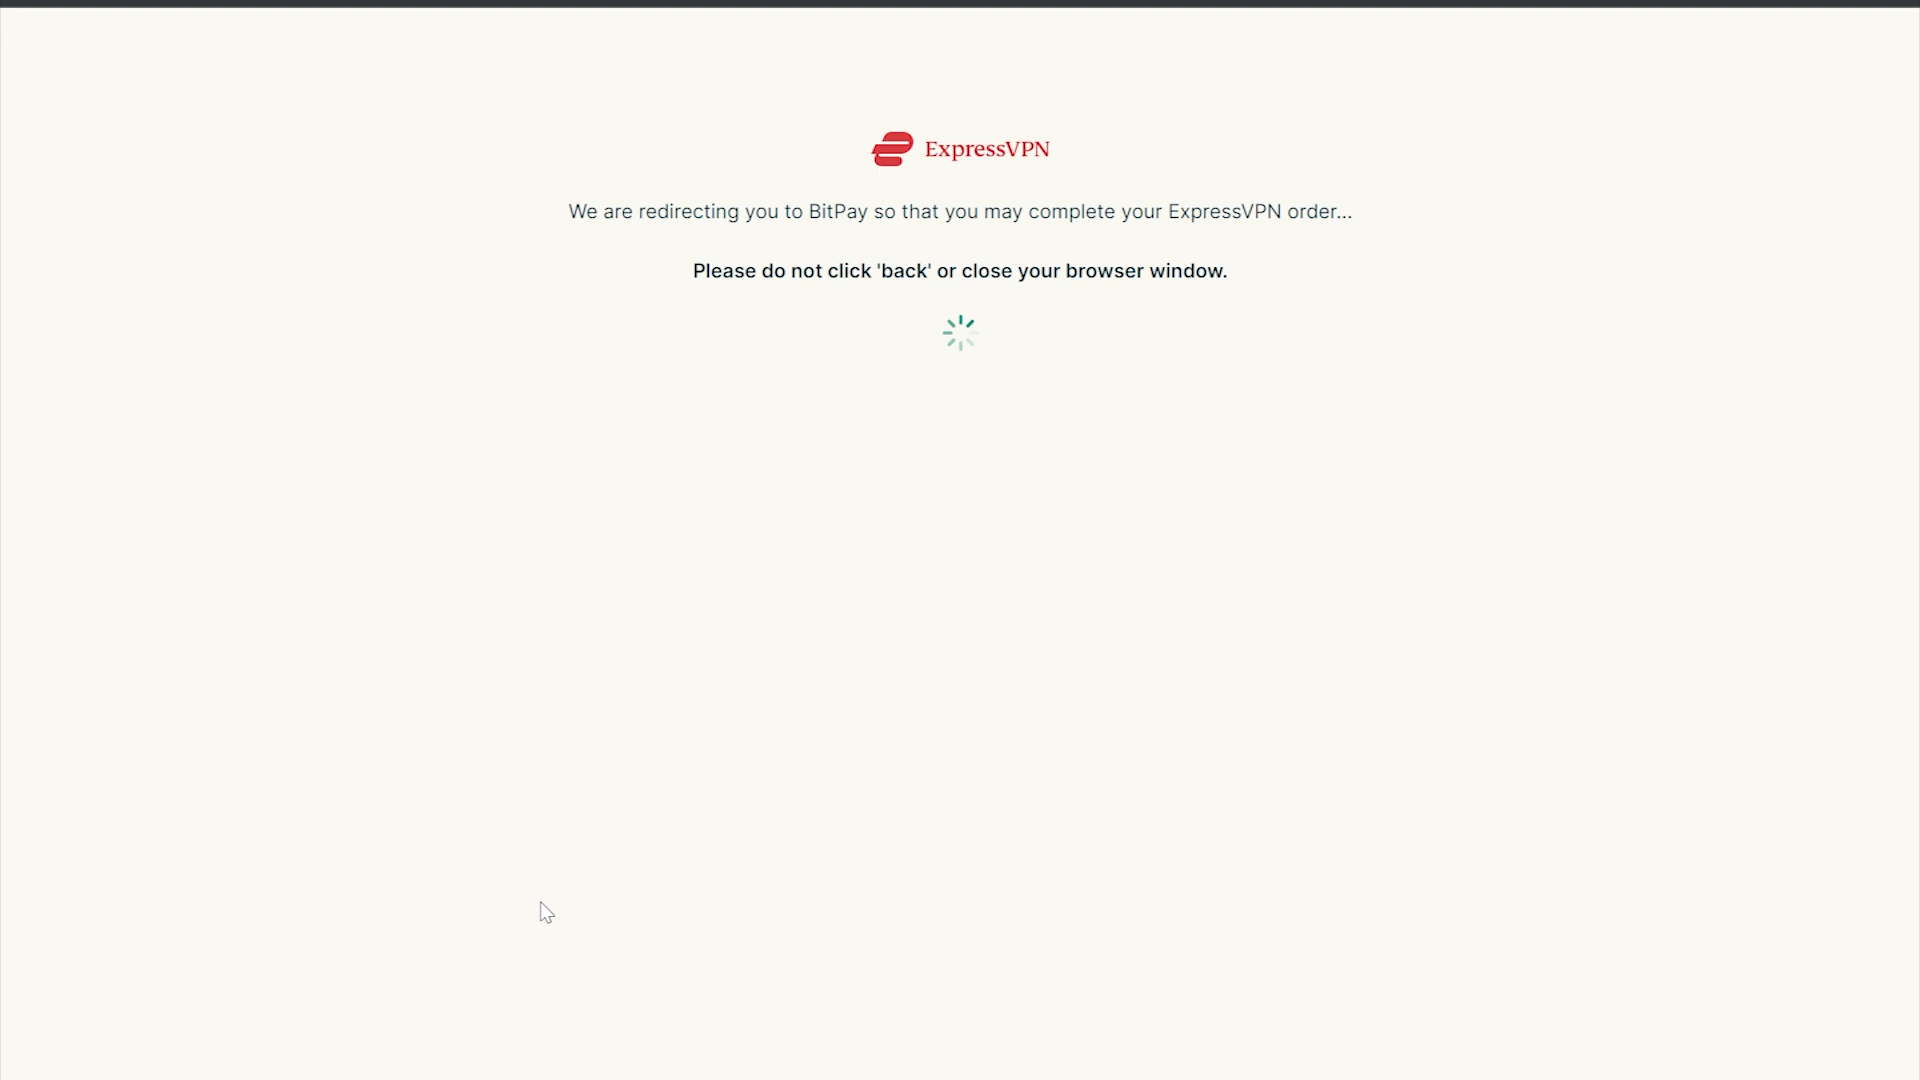 ExpressVPN
We are redirecting you to BitPay so that you may complete your ExpressVPN order...
Please do not click 'back' or close your browser window.